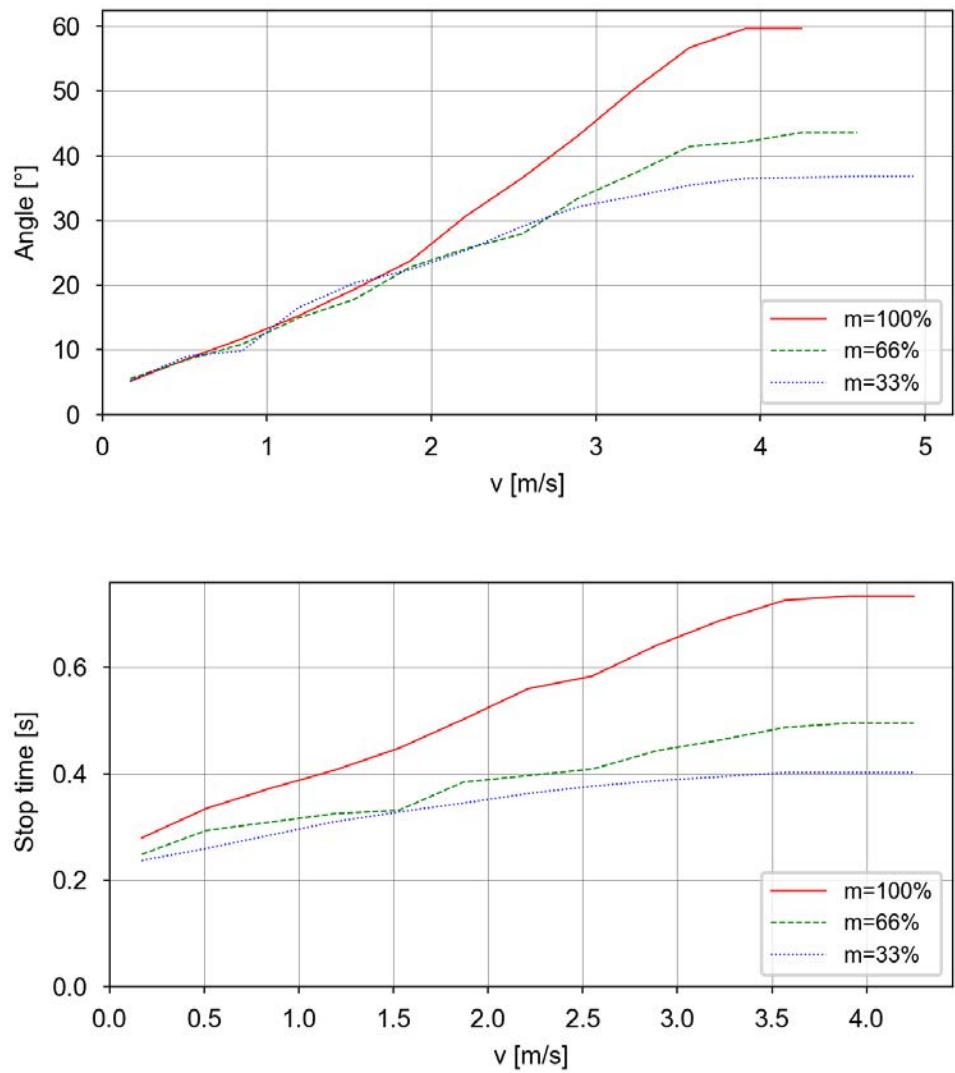 60
50
40
30
20
10
0
Angle [°]
m=100%
m=66%
m=33%
0 1 2 3 4 5
v [m/s]
0.6
0.4
0.2
0.0
Stop time [s]
m=100%
m=66%
m=33%
0.0 0.5 1.0 1.5 2.0 2.5 3.0 3.5 4.0
v [m/s]